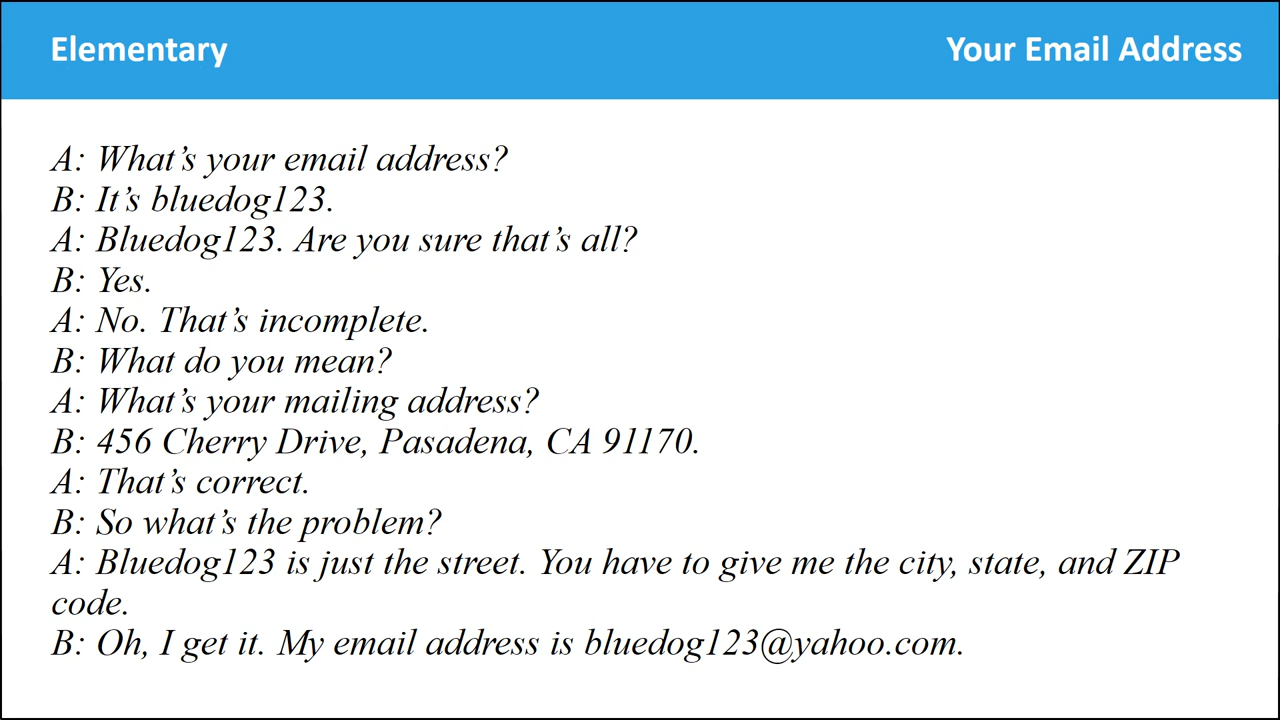 Elementary
Your Email Address
A: What’s your email address?
B: It’s bluedog123.
A: Bluedog123. Are you sure that’s all?
B: Yes.
A: No. That’s incomplete.
B: What do you mean?
A: What’s your mailing address?
B: 456 Cherry Drive, Pasadena, CA 91170.
A: That’s correct.
B: So what’s the problem?
A: Bluedog123 is just the street. You have to give me the city, state, and ZIP
code.
B: Oh, I get it. My email address is bluedog123@yahoo.com.